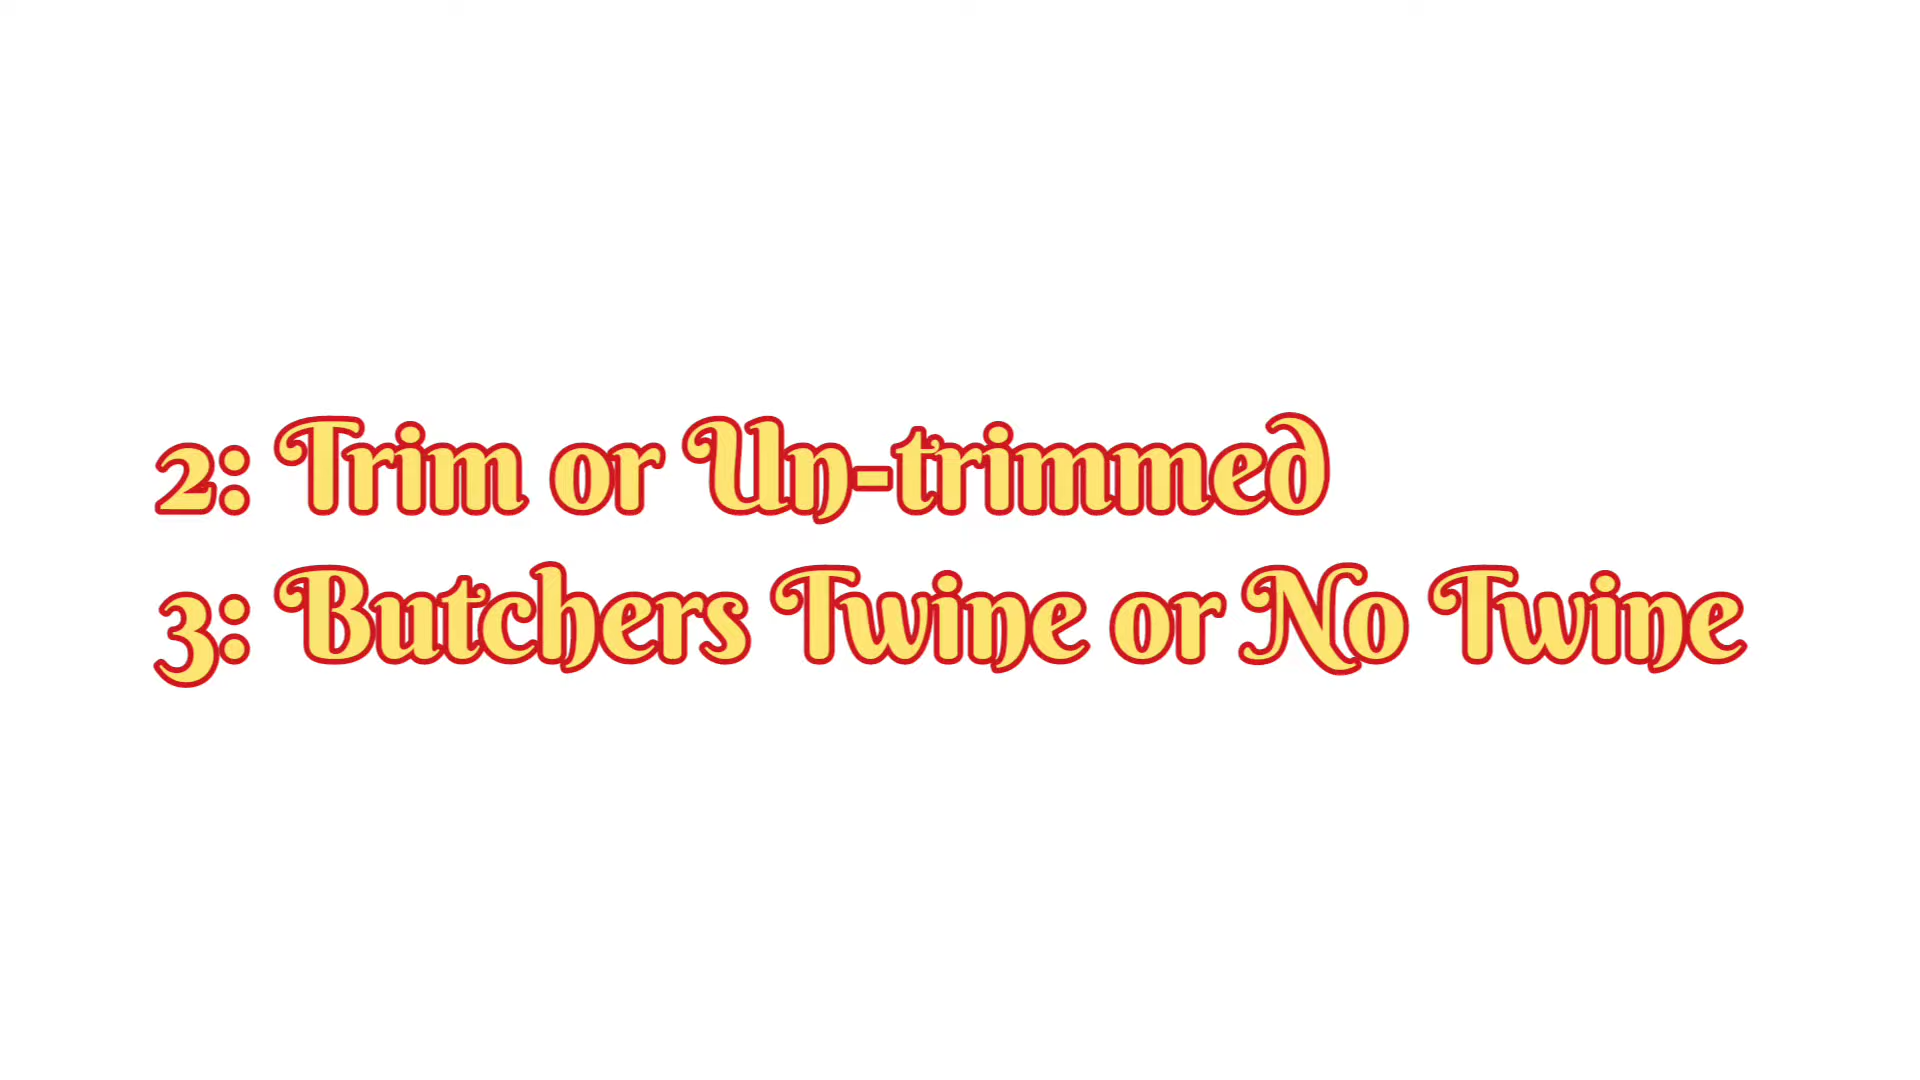 2: Trim or Un-trimmed
3: Butchers Twine or No Twine